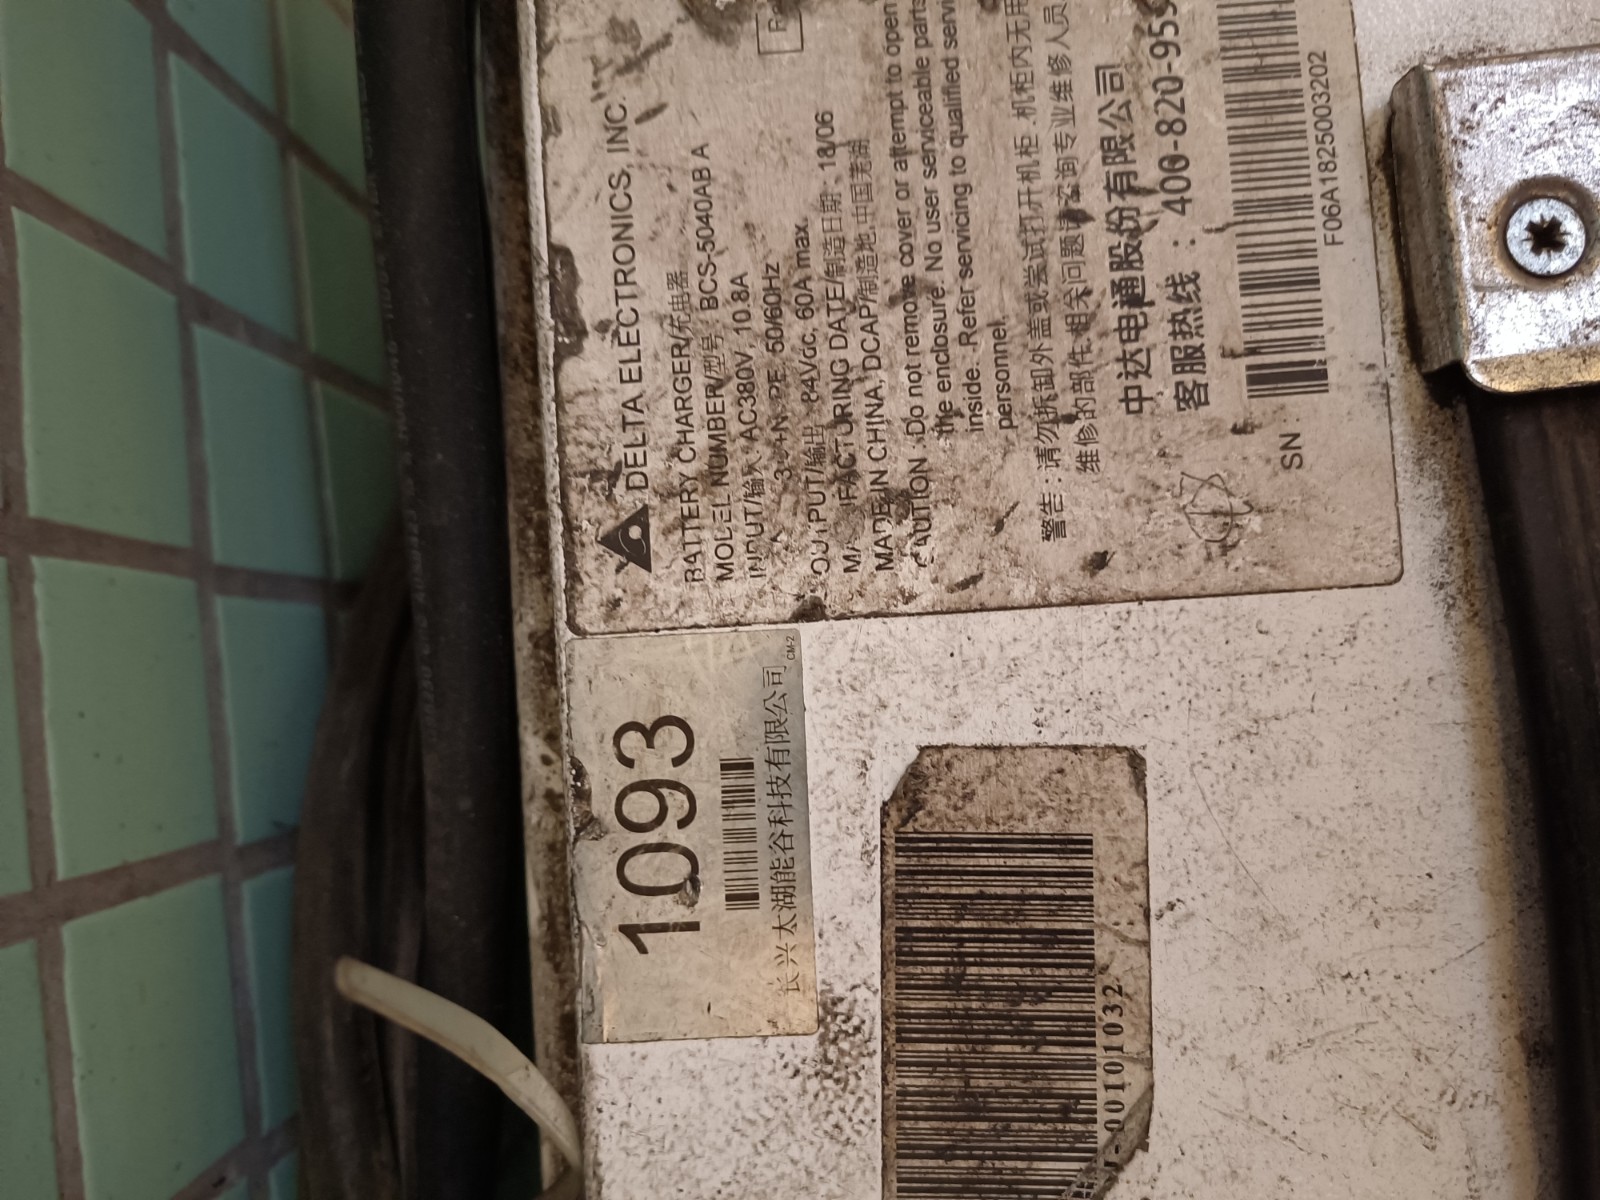 DELTA ELECTRONICS, INC.
BATTERY CHARGER/充电器
MODEL NUMBER/型号 BCS-5040AB A
INPUT/输入 AC380V, 10.8A
3 +N+PE 50/60Hz
OUTPUT/输出 84Vdc, 60A max.
MA IFACTURING DATE/制造日期: 18/06
MADE IN CHINA, DCAP/制造地:中国芜湖
CAUTION : Do not remove cover or attempt to open
the enclosure. No user serviceable parts
inside. Refer servicing to qualified
personnel.
警告:请勿拆卸外盖或尝试打开机柜,机柜内无
维修的部件,相关问题请咨询专业维修人员
中达电通股份有限公司
客服热线:400-820-959
SN:
F06A1825003202
1093
长兴太湖能谷科技有限公司
CM-2
-00101032